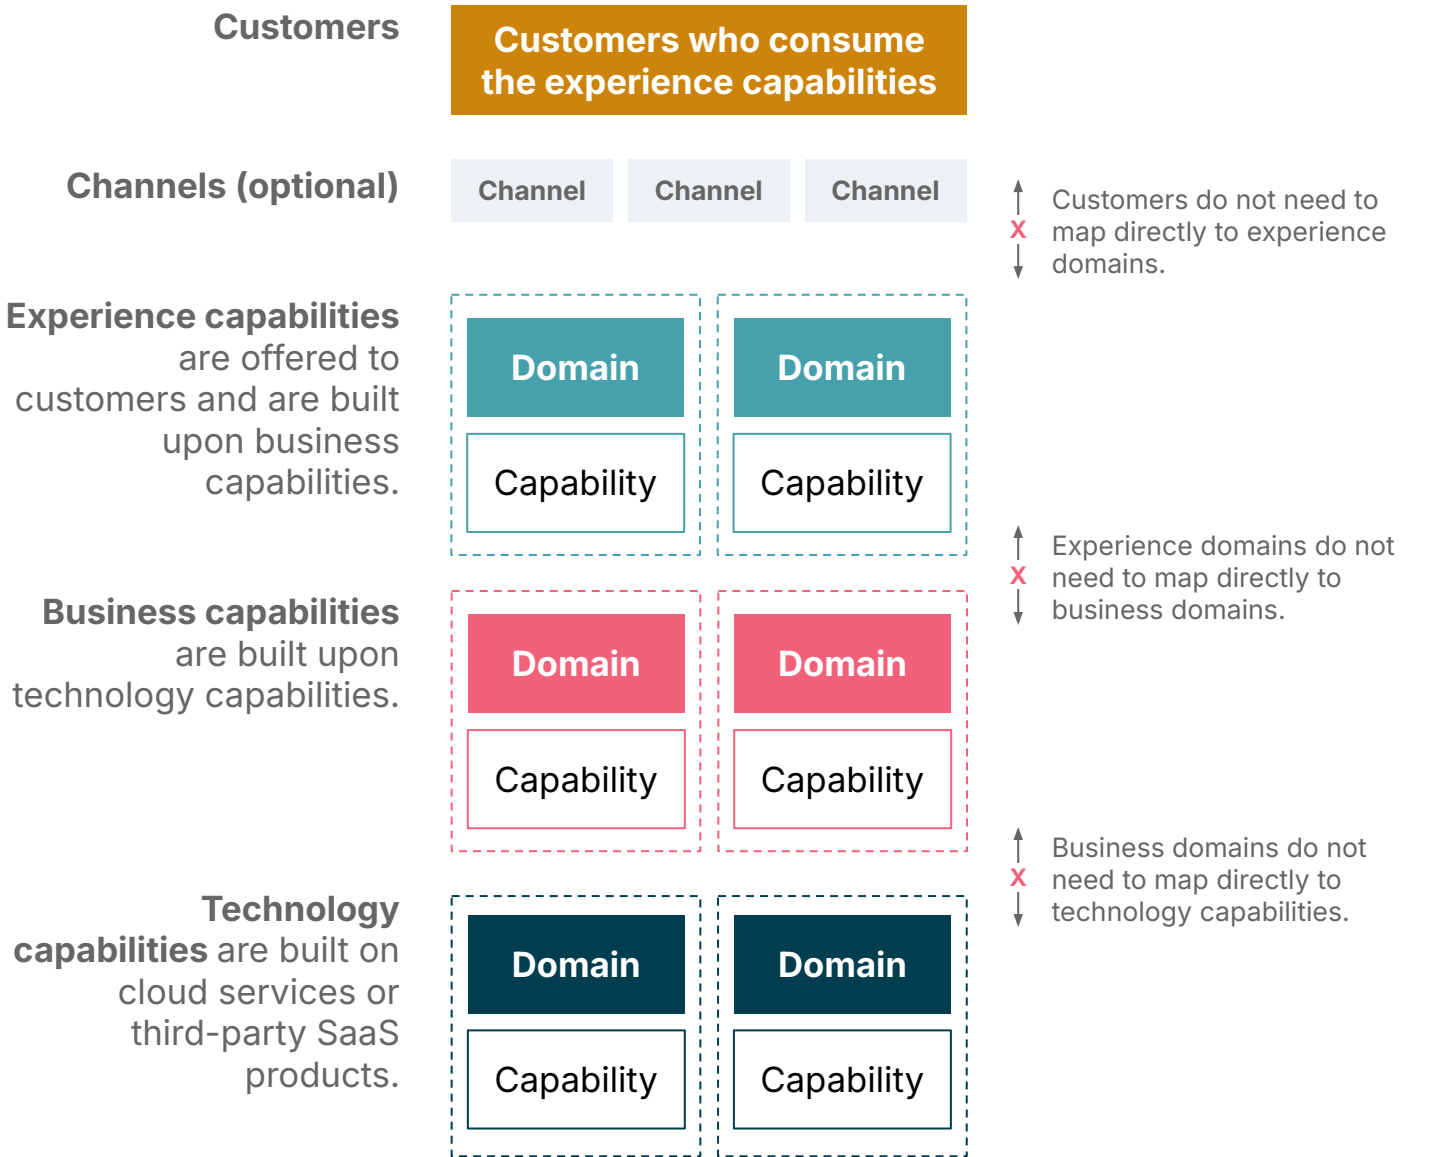 Customers
Customers who consume
the experience capabilities
Channels (optional)
Channel
Channel
Channel
Customers do not need to
X
map directly to experience
domains.
Experience capabilities
are offered to
customers and are built
upon business
capabilities.
Domain
Domain
Capability
Capability
Experience domains do not
X
need to map directly to
business domains.
Business capabilities
are built upon
technology capabilities.
Domain
Domain
Capability
Capability
Business domains do not
X
need to map directly to
technology capabilities.
Technology
capabilities are built on
cloud services or
third-party SaaS
products.
Domain
Domain
Capability
Capability